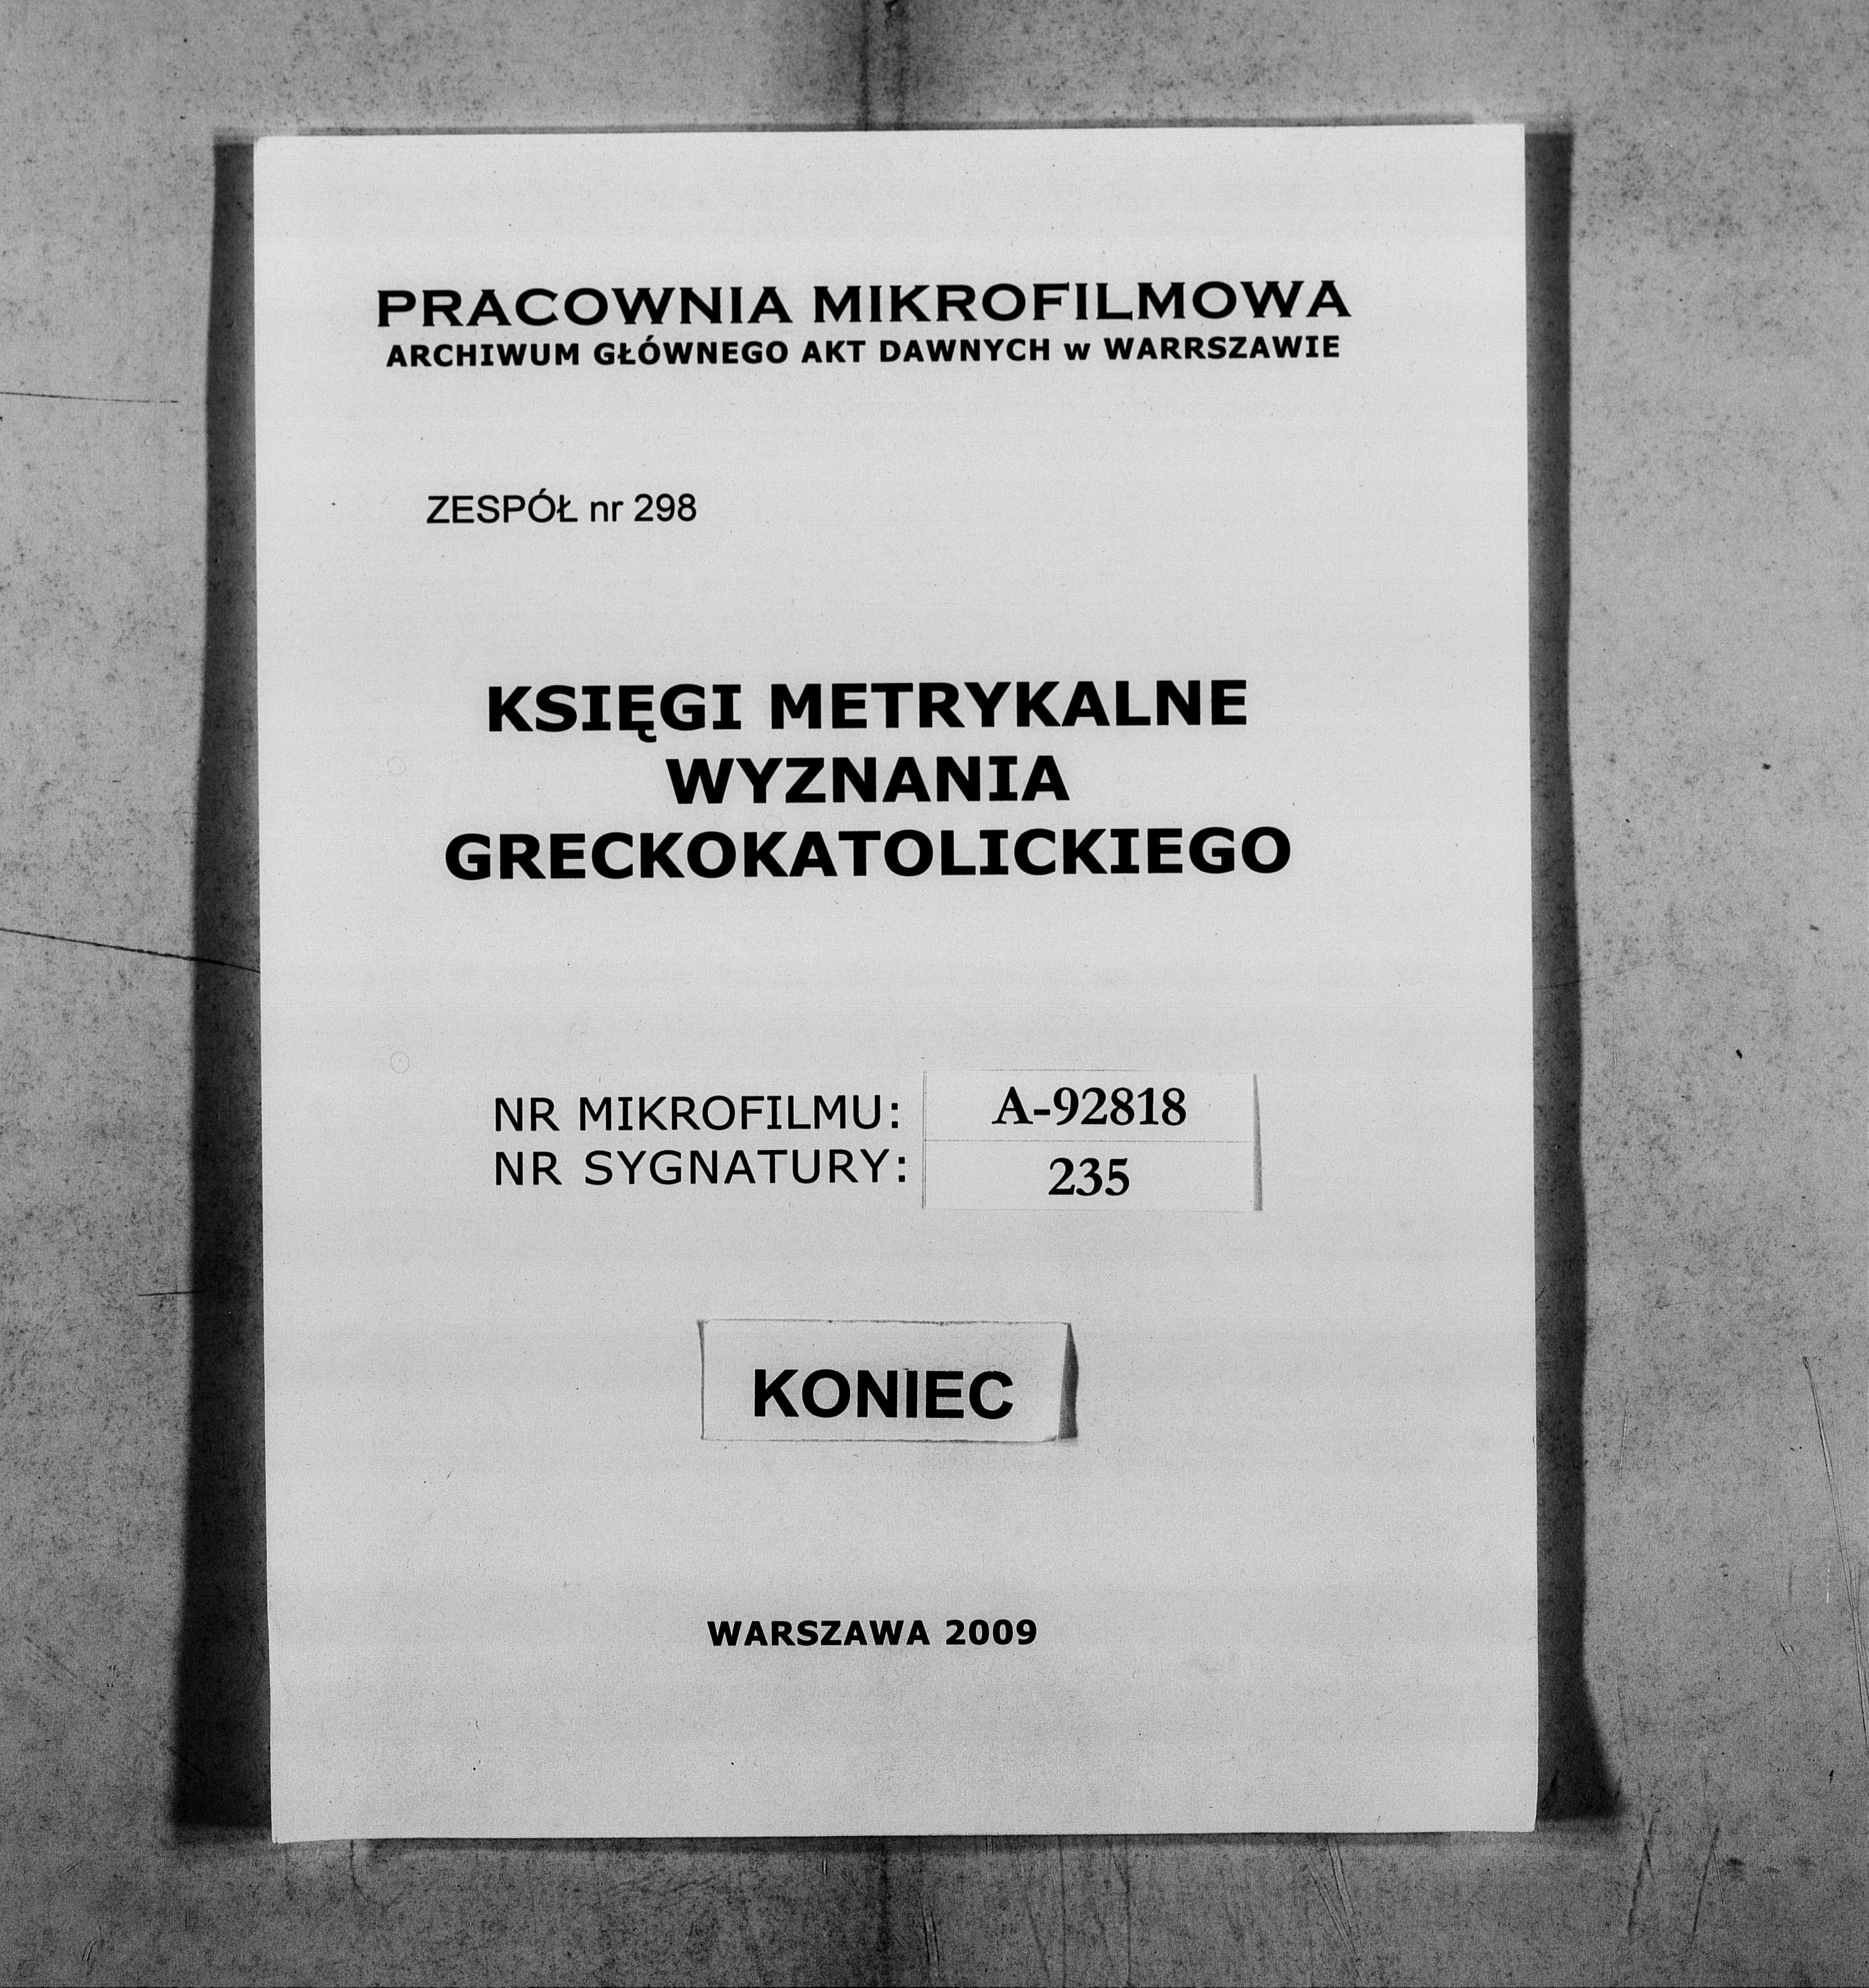 PRACOWNIA MIKROFILMOWA
ARCHIWUM GŁÓWNEGO AKT DAWNYCH w WARRSZAWIE
ZESPÓŁ nr 298
KSIĘGI METRYKALNE
WYZNANIA
GRECKOKATOLICKIEGO
NR MIKROFILMU: A-92818
NR SYGNATURY: 235
KONIEC
WARSZAWA 2009